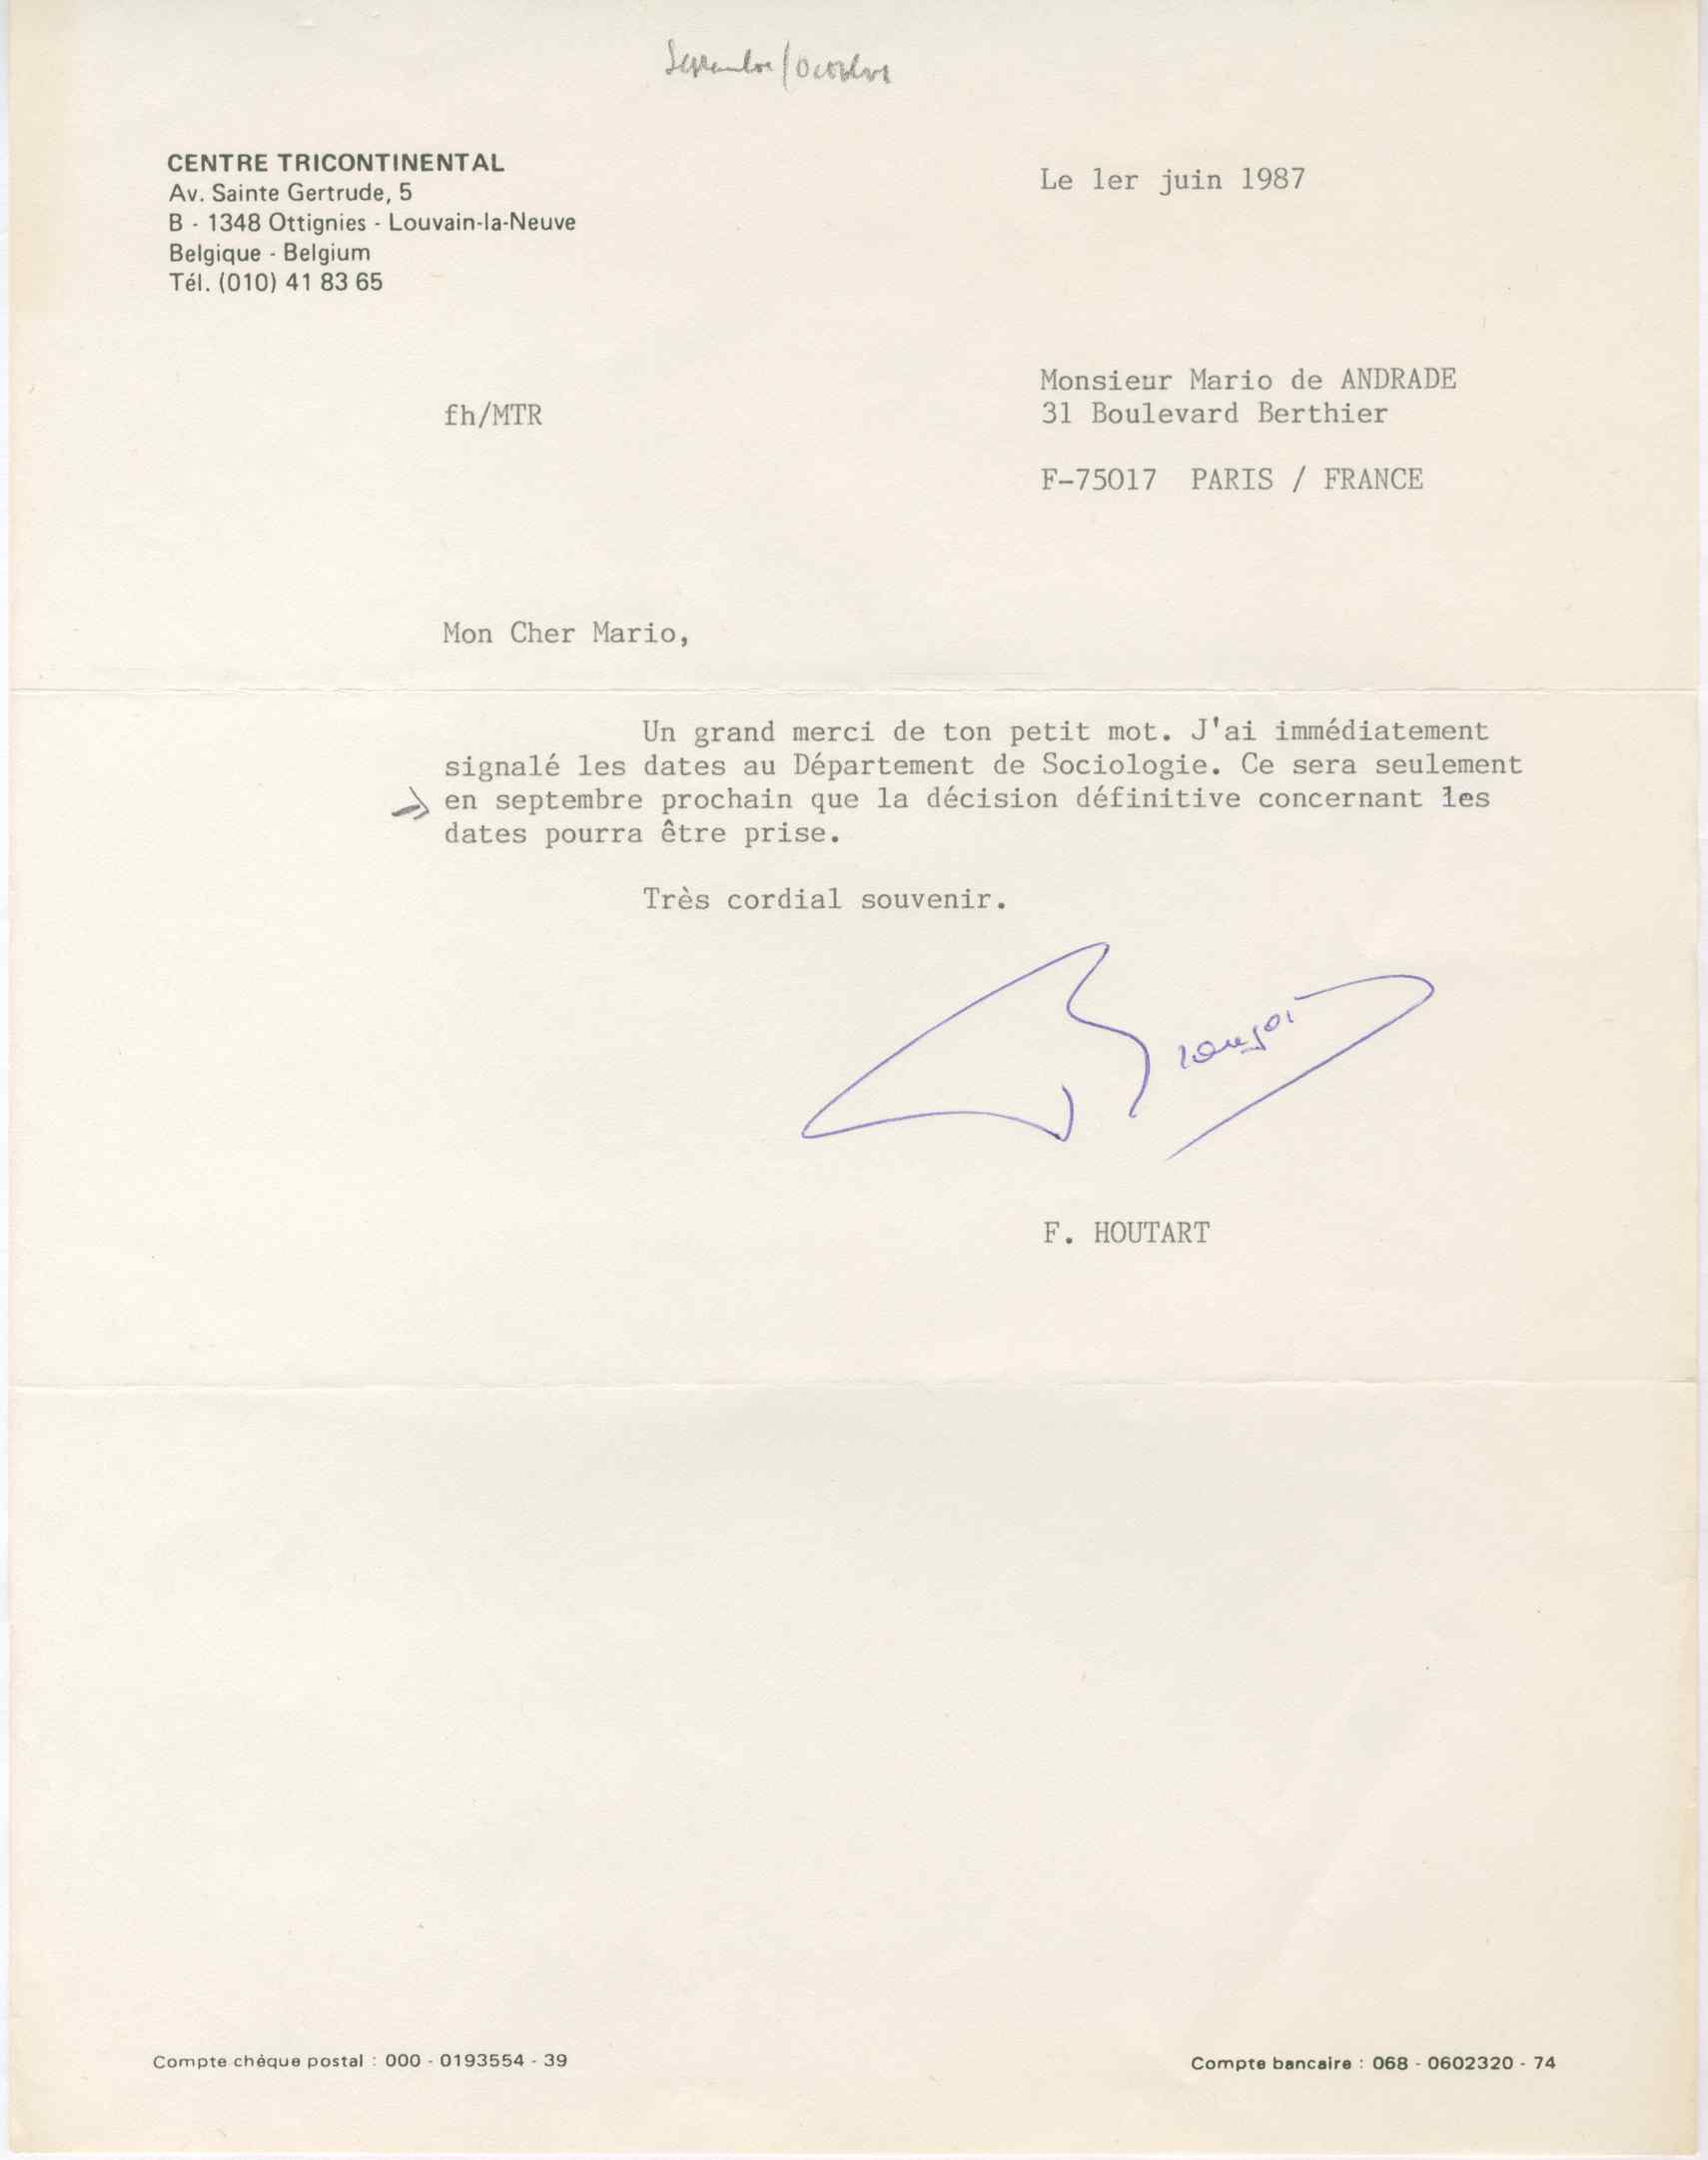 Septembre/Octobre
CENTRE TRICONTINENTAL
Av. Sainte Gertrude, 5
B - 1348 Ottignies - Louvain-la-Neuve
Belgique - Belgium
Tél. (010) 41 83 65
Le 1er juin 1987
Monsieur Mario de ANDRADE
fh/MTR
31 Boulevard Berthier
F-75017 PARIS / FRANCE
Mon Cher Mario,
Un grand merci de ton petit mot. J'ai immédiatement
signalé les dates au Département de Sociologie. Ce sera seulement
en septembre prochain que la décision définitive concernant les
dates pourra être prise.
Très cordial souvenir.
François
F. HOUTART
Compte chèque postal : 000 - 0193554 - 39
Compte bancaire : 068 - 0602320 - 74